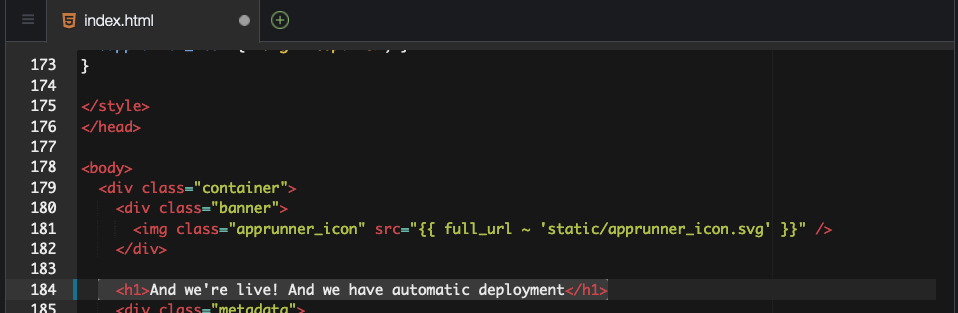 index.html
173 }
174
175 </style>
176 </head>
177
178 <body>
179 <div class="container">
180 <div class="banner">
181 <img class="apprunner_icon" src="{{ full_url ~ 'static/apprunner_icon.svg' }}" />
182 </div>
183
184 <h1>And we're live! And we have automatic deployment</h1>
185 <div class="metadata">